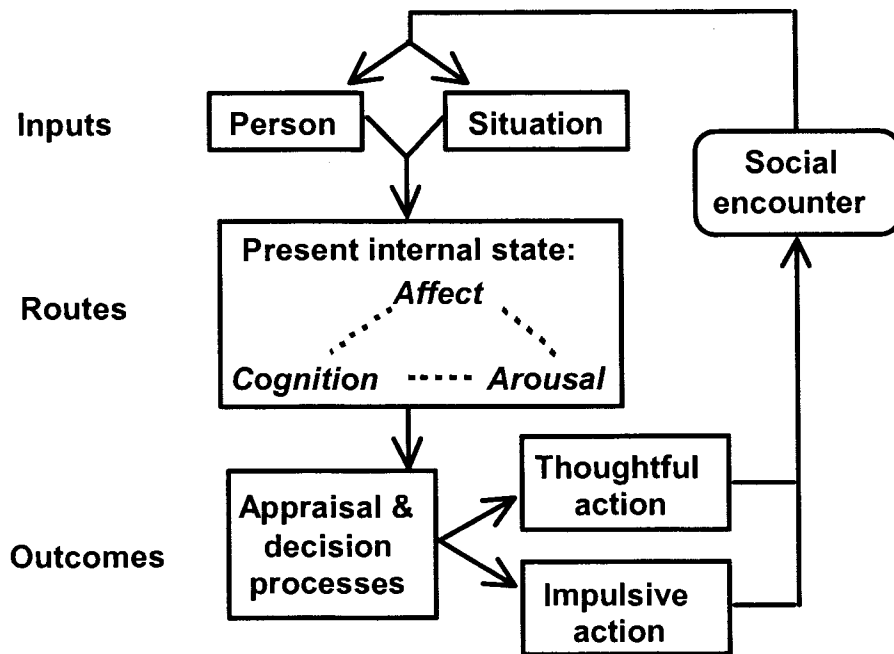 Inputs
Person
Situation
Social
encounter
Routes
Present internal state:
Affect
Cognition
Arousal
Outcomes
Appraisal &
decision
processes
Thoughtful
action
Impulsive
action